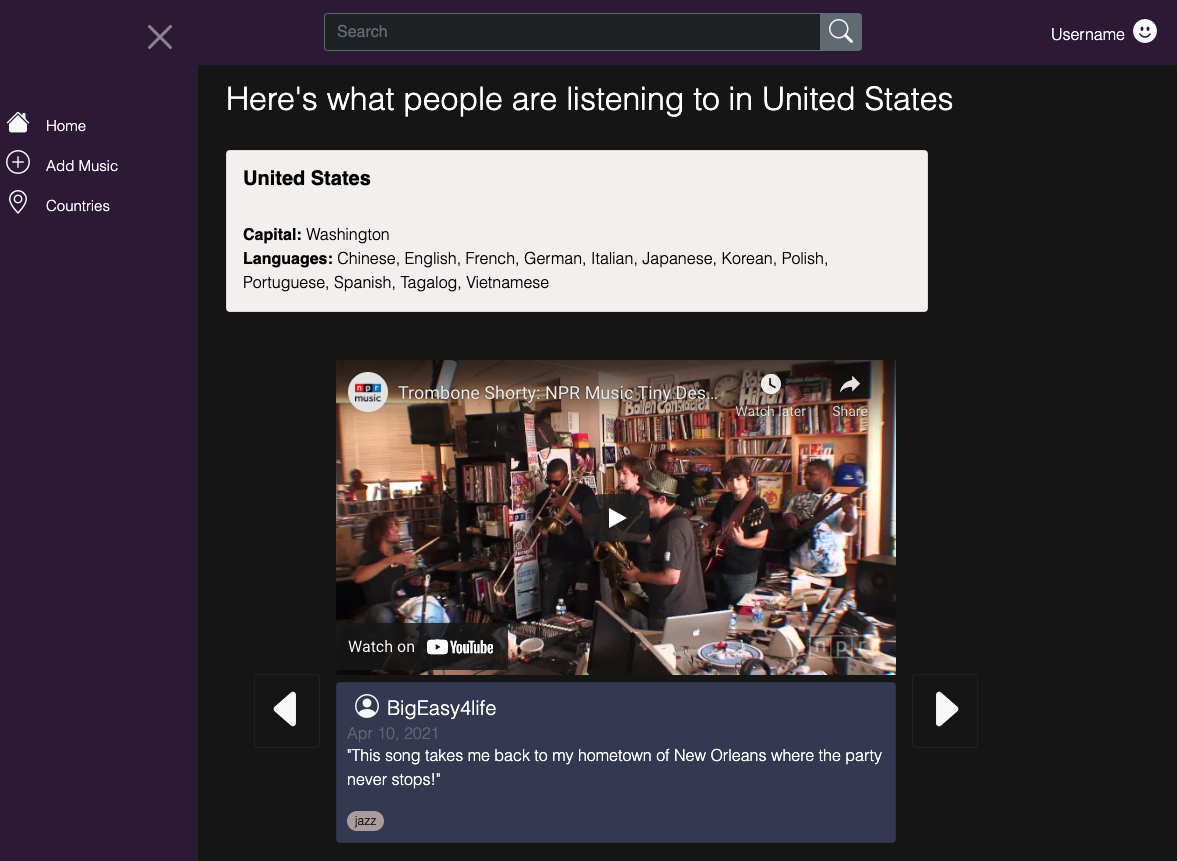 Search
Username
Home
Add Music
Countries
Here's what people are listening to in United States
United States
Capital: Washington
Languages: Chinese, English, French, German, Italian, Japanese, Korean, Polish,
Portuguese, Spanish, Tagalog, Vietnamese
npr
music
Trombone Shorty: NPR Music Tiny Des...
Watch later
Share
Watch on YouTube
npr
BigEasy4life
Apr 10, 2021
"This song takes me back to my hometown of New Orleans where the party
never stops!"
jazz